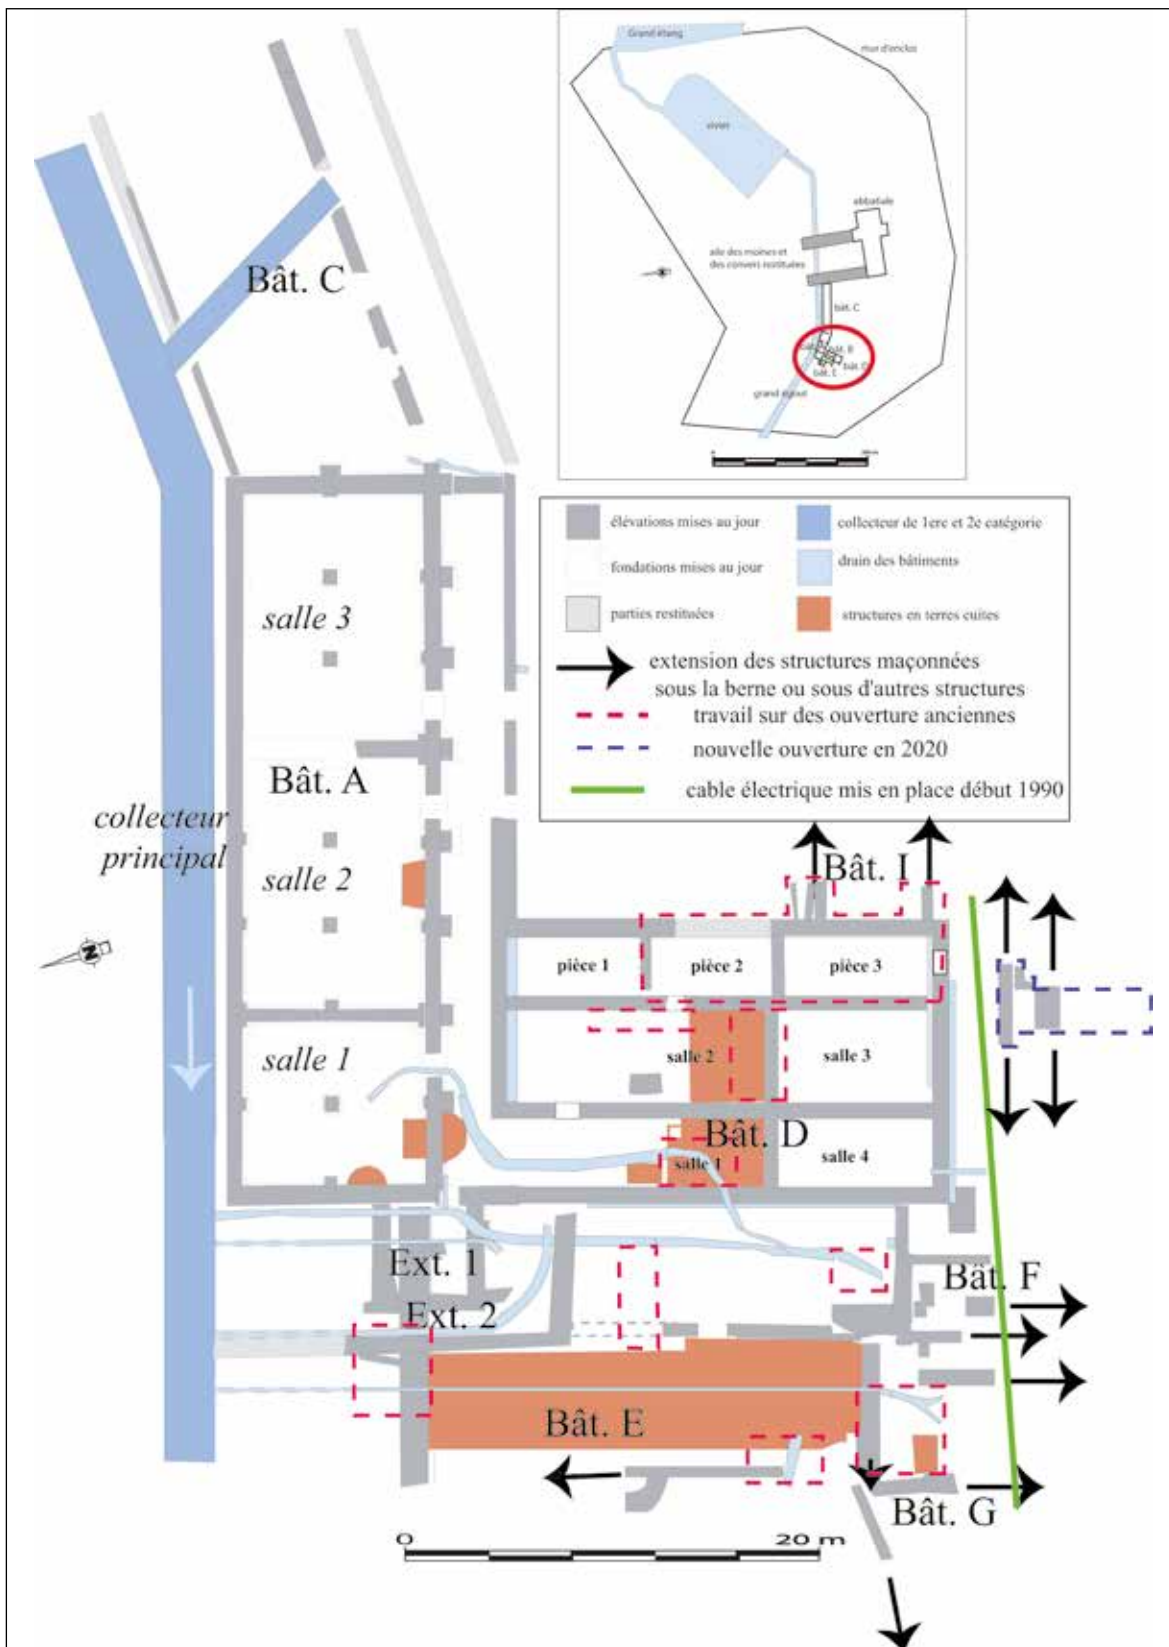 Grand étang
mur d'enclos
vivier
abbatiale
aile des moines et
des convers restituées
bât. C
bât. B
bât. E
grand égout
0
Bât. C
élévations mises au jour
collecteur de 1ere et 2e catégorie
fondations mises au jour
drain des bâtiments
parties restituées
structures en terres cuites
extension des structures maçonnées
sous la berne ou sous d'autres structures
travail sur des ouverture anciennes
nouvelle ouverture en 2020
cable électrique mis en place début 1990
salle 3
Bât. A
collecteur
principal
salle 2
salle 1
N
Bât. I
pièce 1
pièce 2
pièce 3
salle 2
salle 3
Bât. D
salle 1
salle 4
Ext. 1
Ext. 2
Bât. F
Bât. E
Bât. G
0
20 m